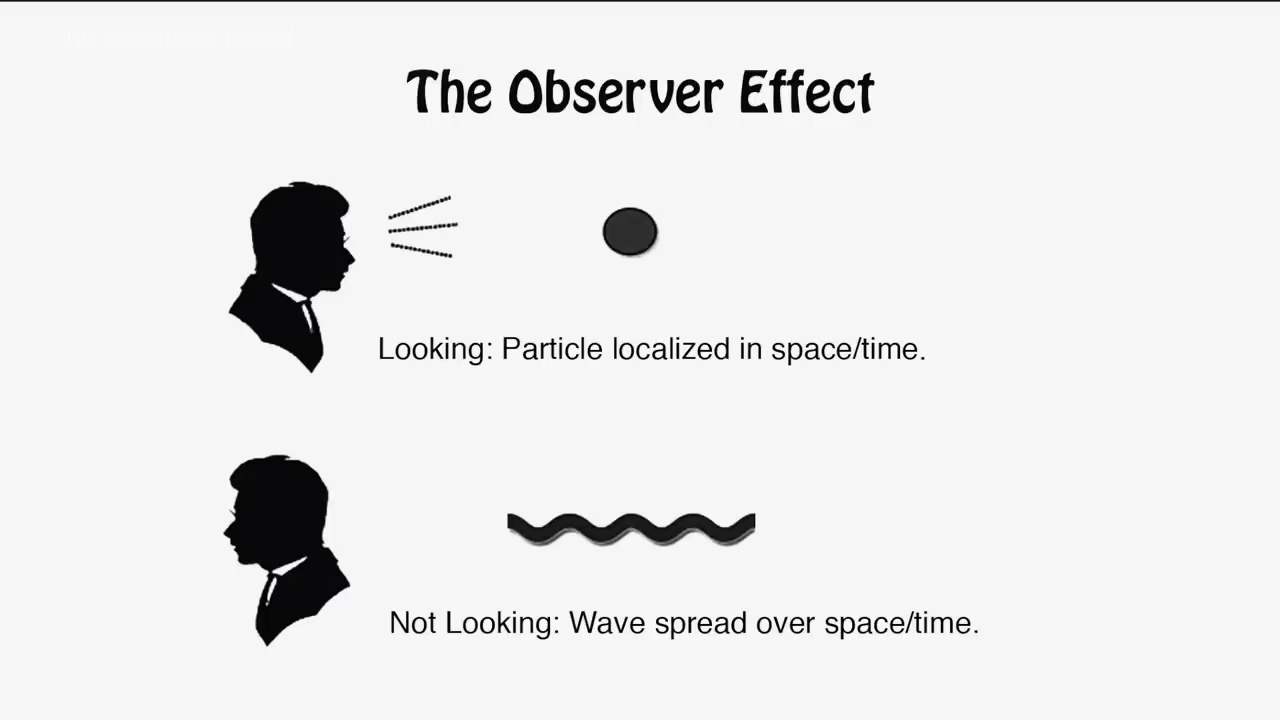 The Observer Effect
Looking: Particle localized in space/time.
Not Looking: Wave spread over space/time.